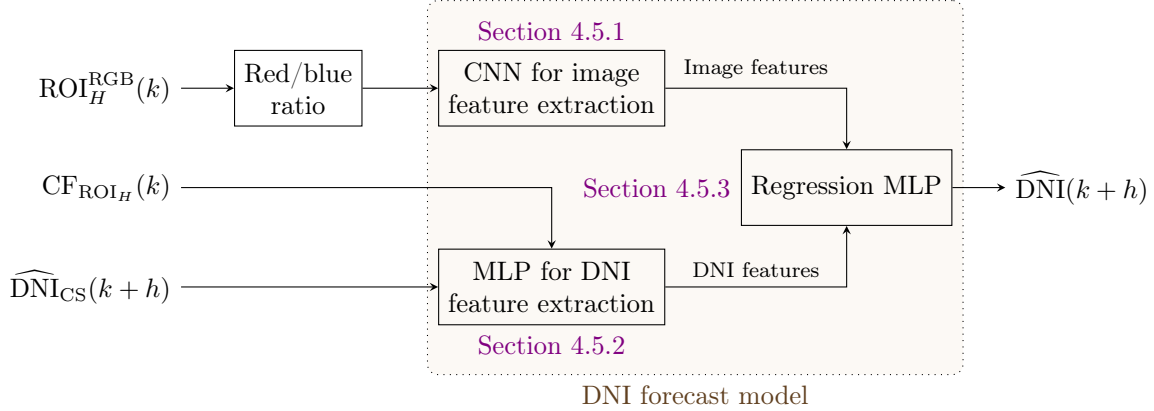 Section 4.5.1
ROI_H^RGB(k)
Red/blue
ratio
CNN for image
feature extraction
Image features
CF_ROI_H(k)
Section 4.5.3
Regression MLP
\widehat{DNI}(k + h)
\widehat{DNI}_CS(k + h)
MLP for DNI
feature extraction
DNI features
Section 4.5.2
DNI forecast model